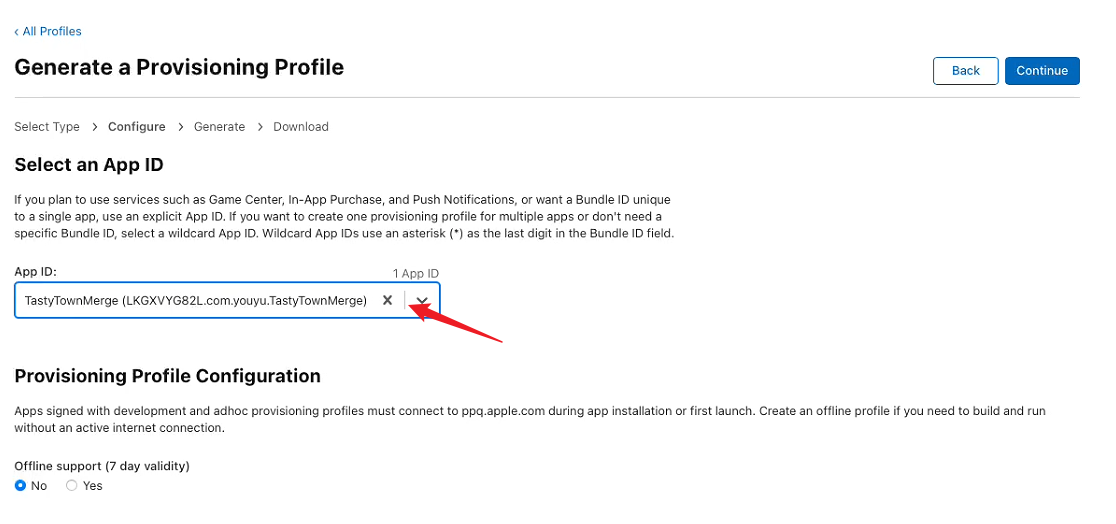 ‹ All Profiles
Generate a Provisioning Profile
Back
Continue
Select Type > Configure > Generate > Download
Select an App ID
If you plan to use services such as Game Center, In-App Purchase, and Push Notifications, or want a Bundle ID unique
to a single app, use an explicit App ID. If you want to create one provisioning profile for multiple apps or don't need a
specific Bundle ID, select a wildcard App ID. Wildcard App IDs use an asterisk (*) as the last digit in the Bundle ID field.
App ID:
1 App ID
TastyTownMerge (LKGXVYG82L.com.youyu.TastyTownMerge)
Provisioning Profile Configuration
Apps signed with development and adhoc provisioning profiles must connect to ppq.apple.com during app installation or first launch. Create an offline profile if you need to build and run
without an active internet connection.
Offline support (7 day validity)
No
Yes